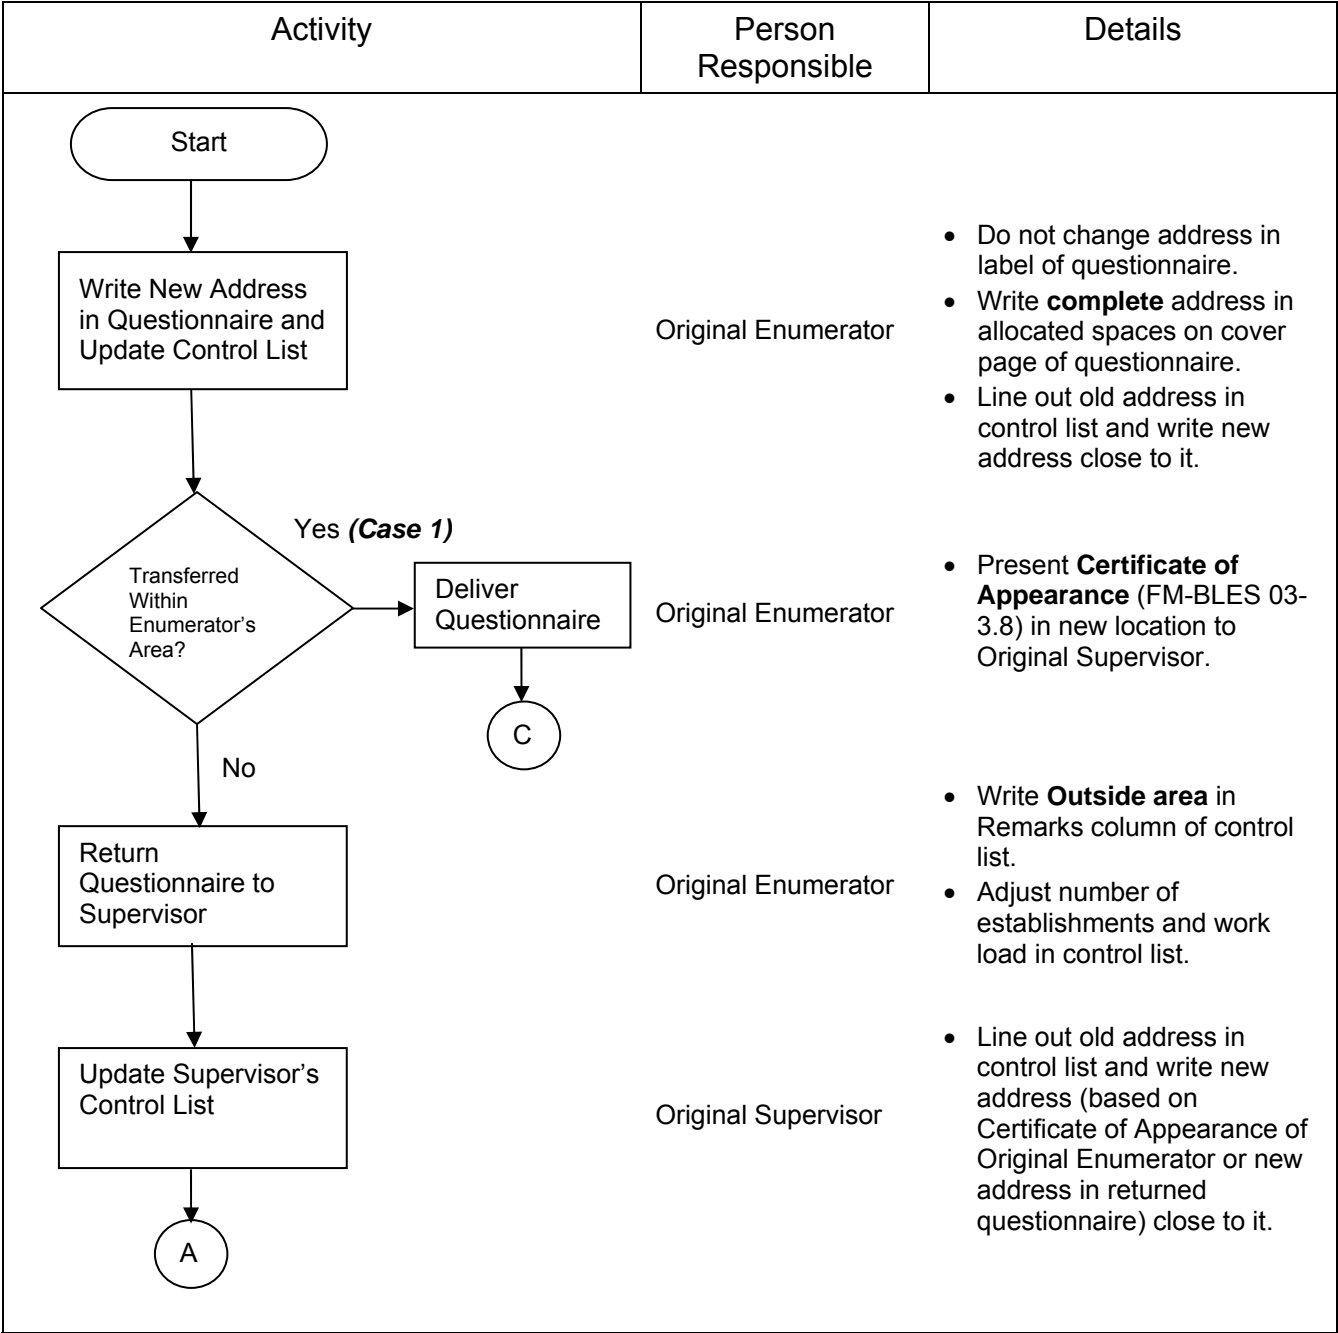 Activity
Person
Responsible
Details
Start
Write New Address
in Questionnaire and
Update Control List
Original Enumerator
• Do not change address in
label of questionnaire.
• Write complete address in
allocated spaces on cover
page of questionnaire.
• Line out old address in
control list and write new
address close to it.
Transferred
Within
Enumerator’s
Area?
Yes (Case 1)
Deliver
Questionnaire
C
Original Enumerator
• Present Certificate of
Appearance (FM-BLES 03-
3.8) in new location to
Original Supervisor.
No
Return
Questionnaire to
Supervisor
Original Enumerator
• Write Outside area in
Remarks column of control
list.
• Adjust number of
establishments and work
load in control list.
Update Supervisor’s
Control List
Original Supervisor
• Line out old address in
control list and write new
address (based on
Certificate of Appearance of
Original Enumerator or new
address in returned
questionnaire) close to it.
A